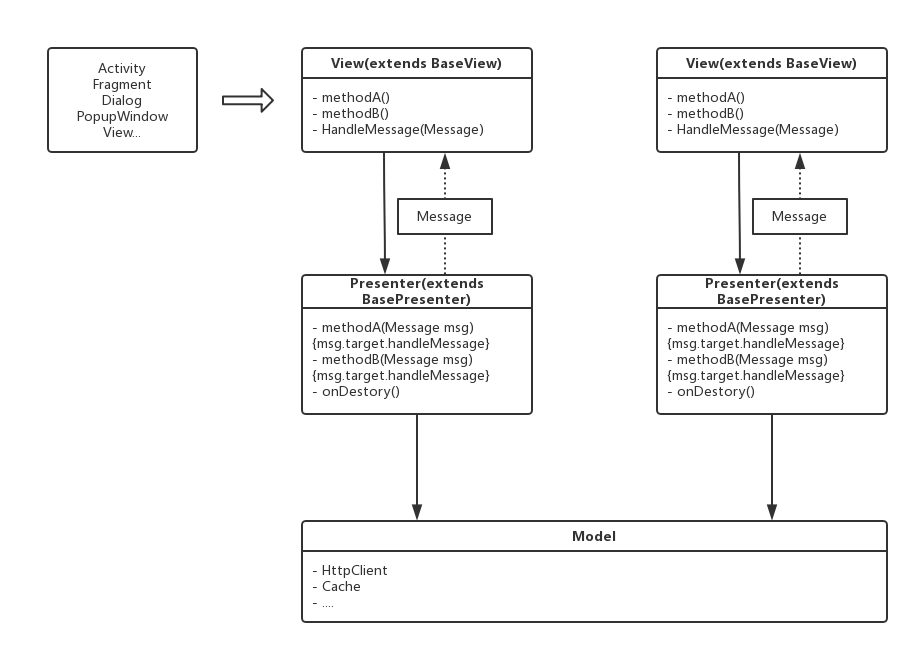 Activity
Fragment
Dialog
PopupWindow
View...
View(extends BaseView)
- methodA()
- methodB()
- HandleMessage(Message)
View(extends BaseView)
- methodA()
- methodB()
- HandleMessage(Message)
Message
Message
Presenter(extends
BasePresenter)
- methodA(Message msg)
{msg.target.handleMessage}
- methodB(Message msg)
{msg.target.handleMessage}
- onDestory()
Presenter(extends
BasePresenter)
- methodA(Message msg)
{msg.target.handleMessage}
- methodB(Message msg)
{msg.target.handleMessage}
- onDestory()
Model
- HttpClient
- Cache
- ....